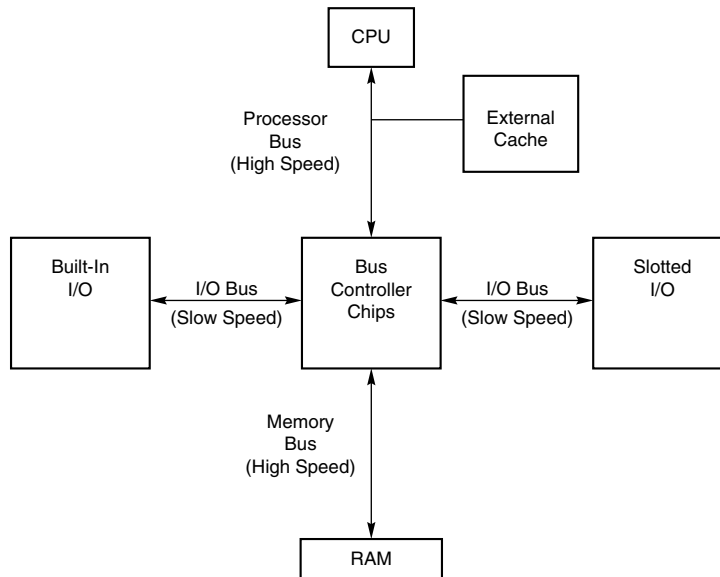 CPU
Processor
Bus
(High Speed)
External
Cache
Built-In
I/O
I/O Bus
(Slow Speed)
Bus
Controller
Chips
I/O Bus
(Slow Speed)
Slotted
I/O
Memory
Bus
(High Speed)
RAM